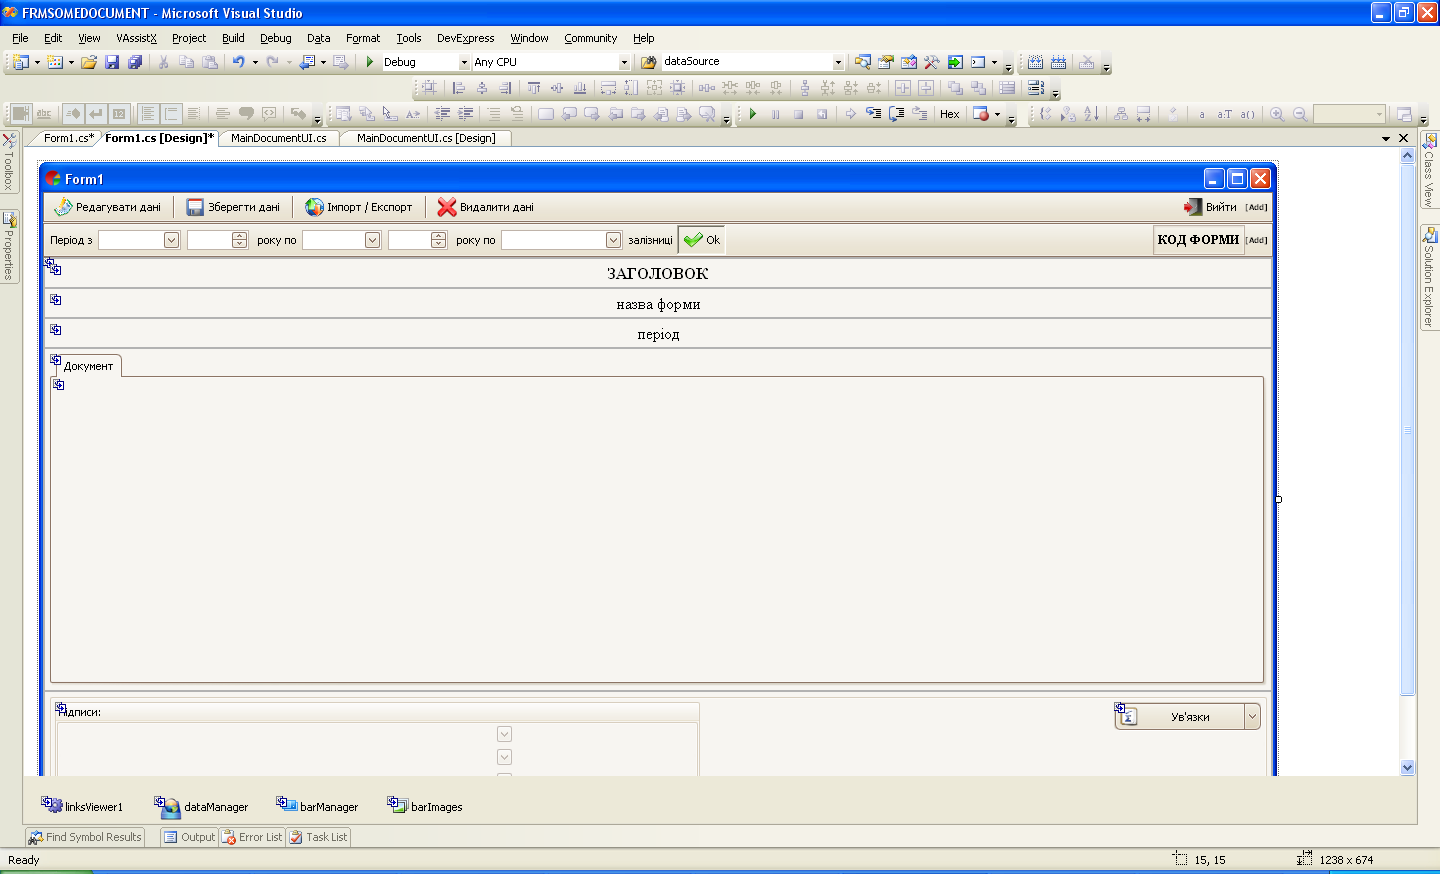 FRMSOMEDOCUMENT - Microsoft Visual Studio
File Edit View VAssistX Project Build Debug Data Format Tools DevExpress Window Community Help
Debug Any CPU dataSource
abc 12 Hex a a:T a()
Form1.cs* Form1.cs [Design]* MainDocumentUI.cs MainDocumentUI.cs [Design]
Toolbox
Properties
Class View
Solution Explorer
Form1
Редагувати дані Зберегти дані Імпорт / Експорт Видалити дані Вийти [Add]
Період з року по року по залізниці Ok КОД ФОРМИ [Add]
ЗАГОЛОВОК
назва форми
період
Документ
Σ Ув'язки
linksViewer1 dataManager barManager barImages
Find Symbol Results Output Error List Task List
Ready 15, 15 1238 x 674